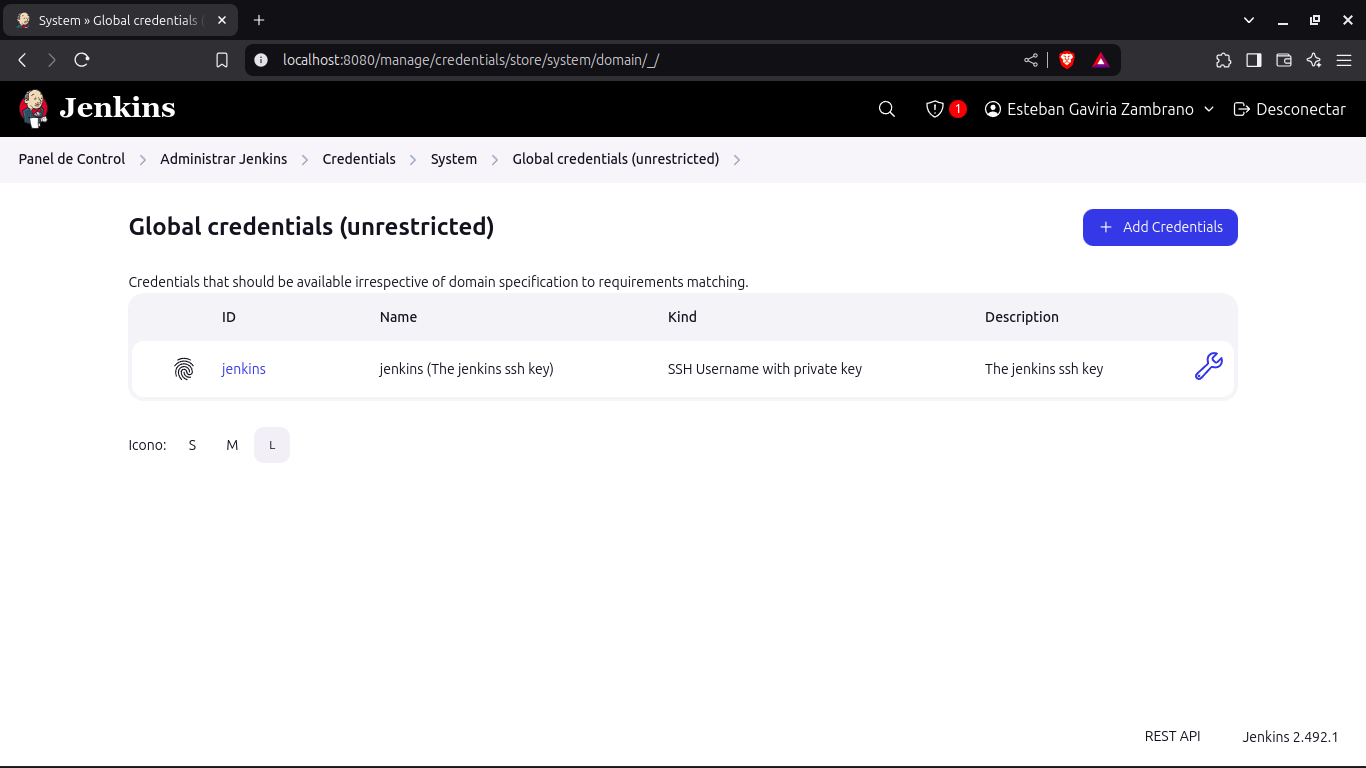 System » Global credentials (
localhost:8080/manage/credentials/store/system/domain/_/
Jenkins
1
Esteban Gaviria Zambrano
Desconectar
Panel de Control
Administrar Jenkins
Credentials
System
Global credentials (unrestricted)
Global credentials (unrestricted)
Add Credentials
Credentials that should be available irrespective of domain specification to requirements matching.
ID Name Kind Description
jenkins jenkins (The jenkins ssh key) SSH Username with private key The jenkins ssh key
Icono: S M L
REST API Jenkins 2.492.1